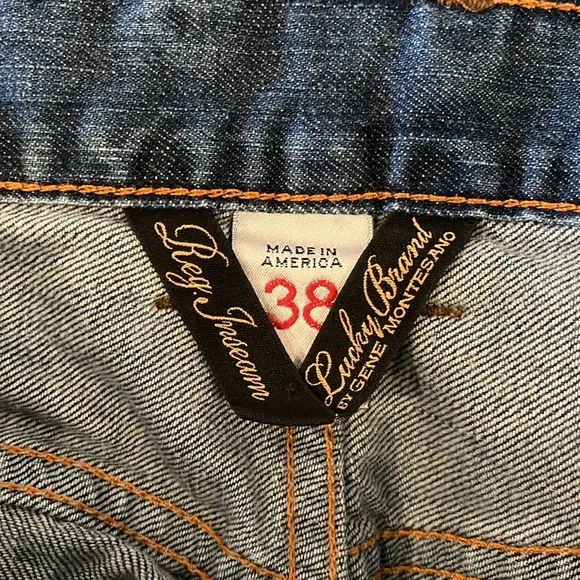 Reg. Inseam
MADE IN
AMERICA
38
Lucky Brand
BY GENE MONTESANO